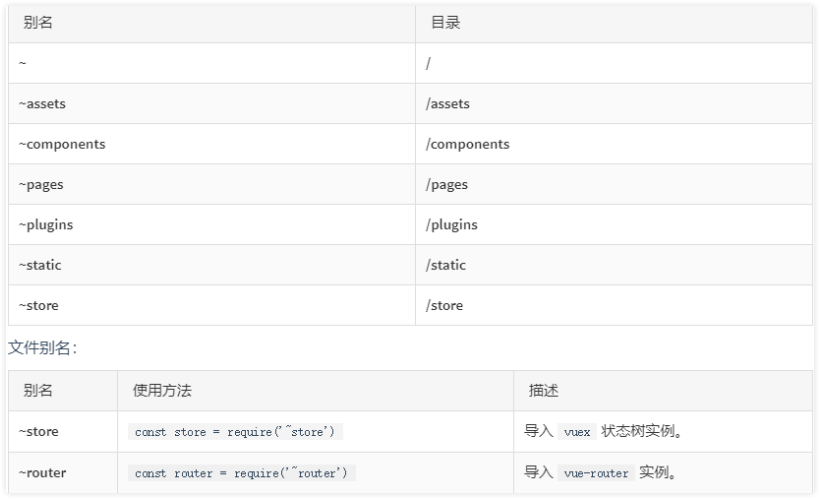 别名 目录
~ /
~assets /assets
~components /components
~pages /pages
~plugins /plugins
~static /static
~store /store
文件别名：
别名 使用方法 描述
~store const store = require('~store') 导入 vuex 状态树实例。
~router const router = require('~router') 导入 vue-router 实例。